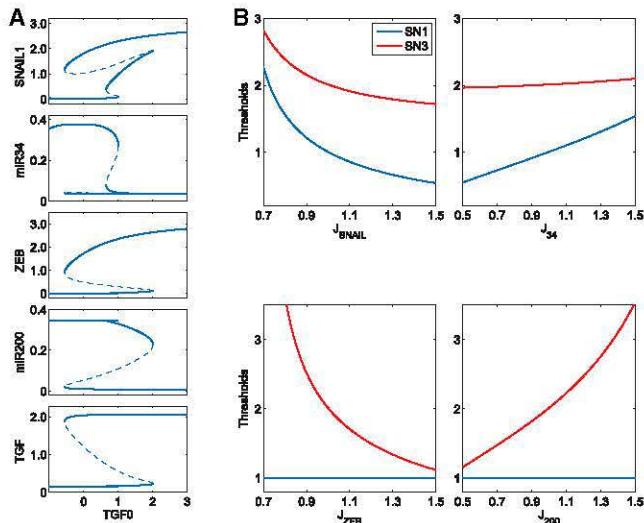 A
SNAIL1
3.0
2.0
1.0
0
miR34
0.4
0.2
0
ZEB
3.0
2.0
1.0
0
miR200
0.4
0.2
0
TGF
2.0
1.0
0
0 1 2 3
TGF0
B
Thresholds
3
2
1
SN1
SN3
0.7 0.9 1.1 1.3 1.5
J_SNAIL
3
2
1
0.5 0.7 0.9 1.1 1.3 1.5
J_34
Thresholds
3
2
1
0.7 0.9 1.1 1.3 1.5
J_ZEB
3
2
1
0.5 0.7 0.9 1.1 1.3 1.5
J_200